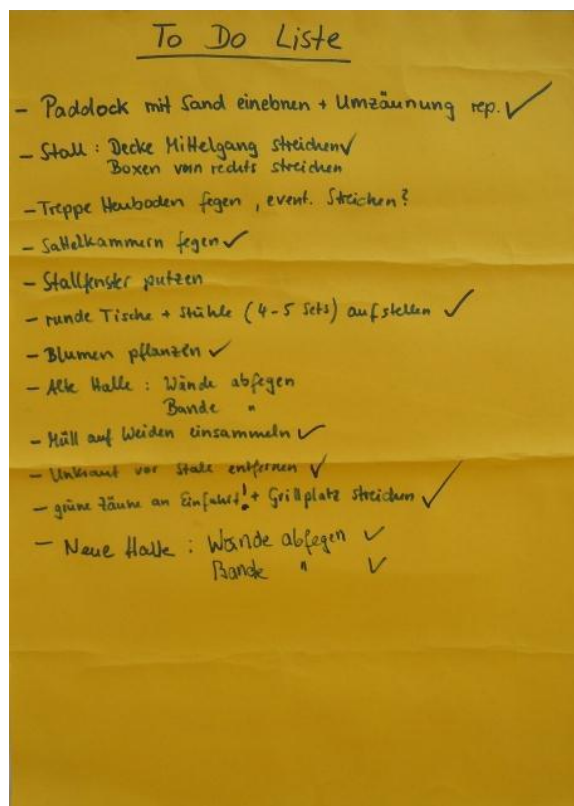 To Do Liste
- Paddock mit Sand einebnen + Umzäunung rep. ✓
- Stall : Decke Mittelgang streichen ✓
Boxen vorn rechts streichen
- Treppe Heuboden fegen , event. Streichen?
- Sattelkammern fegen ✓
- Stallfenster putzen
- runde Tische + Stühle (4-5 Sets) aufstellen ✓
- Blumen pflanzen ✓
- Alte Halle : Wände abfegen
Bande "
- Müll auf Weiden einsammeln ✓
- Unkraut vor Stall entfernen ✓
- grüne Zäune an Einfahrt! + Grillplatz streichen ✓
- Neue Halle : Wände abfegen ✓
Bande " ✓